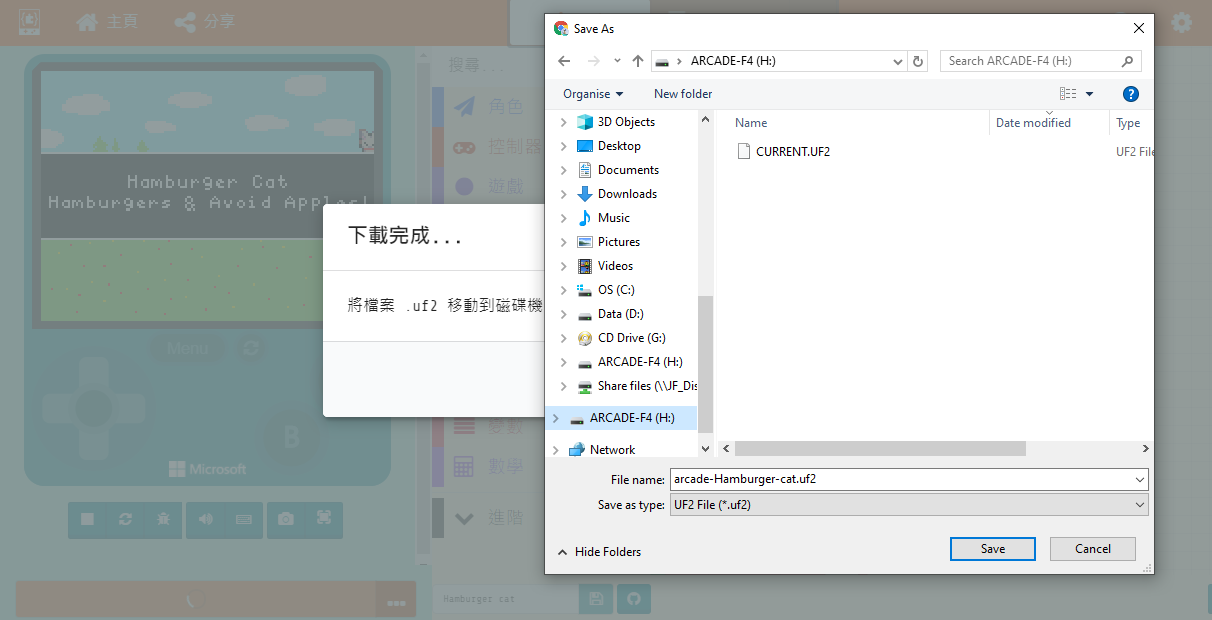 主頁
分享
搜尋...
角色
控制器
遊戲
變數
數學
進階
Hamburger Cat
Hamburgers & Avoid Apples!
Menu
B
Microsoft
Hamburger cat
下載完成...
將檔案 .uf2 移動到磁碟機
Save As
ARCADE-F4 (H:)
Search ARCADE-F4 (H:)
Organise
New folder
?
3D Objects
Desktop
Documents
Downloads
Music
Pictures
Videos
OS (C:)
Data (D:)
CD Drive (G:)
ARCADE-F4 (H:)
Share files (\\JF_Dis
ARCADE-F4 (H:)
Network
Name Date modified Type
CURRENT.UF2 UF2 File
File name: arcade-Hamburger-cat.uf2
Save as type: UF2 File (*.uf2)
Hide Folders
Save
Cancel